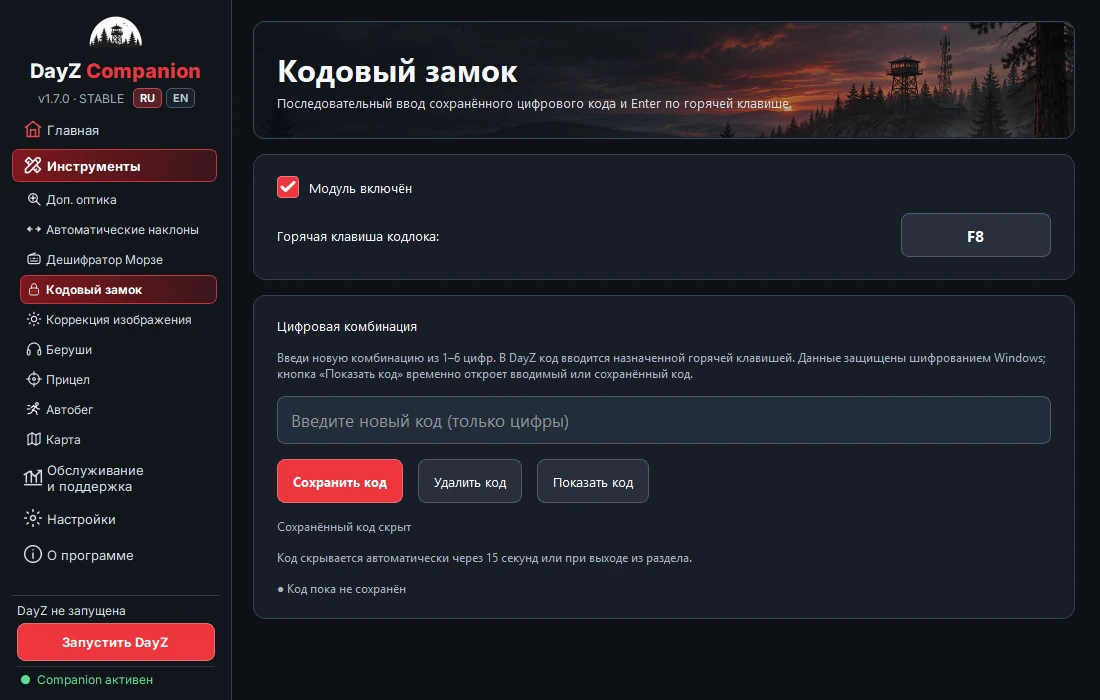 DayZ Companion
v1.7.0 · STABLE RU EN
Главная
Инструменты
Доп. оптика
Автоматические наклоны
Дешифратор Морзе
Кодовый замок
Коррекция изображения
Беруши
Прицел
Автобег
Карта
Обслуживание
и поддержка
Настройки
О программе
DayZ не запущена
Запустить DayZ
Companion активен
Кодовый замок
Последовательный ввод сохранённого цифрового кода и Enter по горячей клавише.
Модуль включён
Горячая клавиша кодлока:
F8
Цифровая комбинация
Введи новую комбинацию из 1–6 цифр. В DayZ код вводится назначенной горячей клавишей. Данные защищены шифрованием Windows;
кнопка «Показать код» временно откроет вводимый или сохранённый код.
Введите новый код (только цифры)
Сохранить код
Удалить код
Показать код
Сохранённый код скрыт
Код скрывается автоматически через 15 секунд или при выходе из раздела.
● Код пока не сохранён